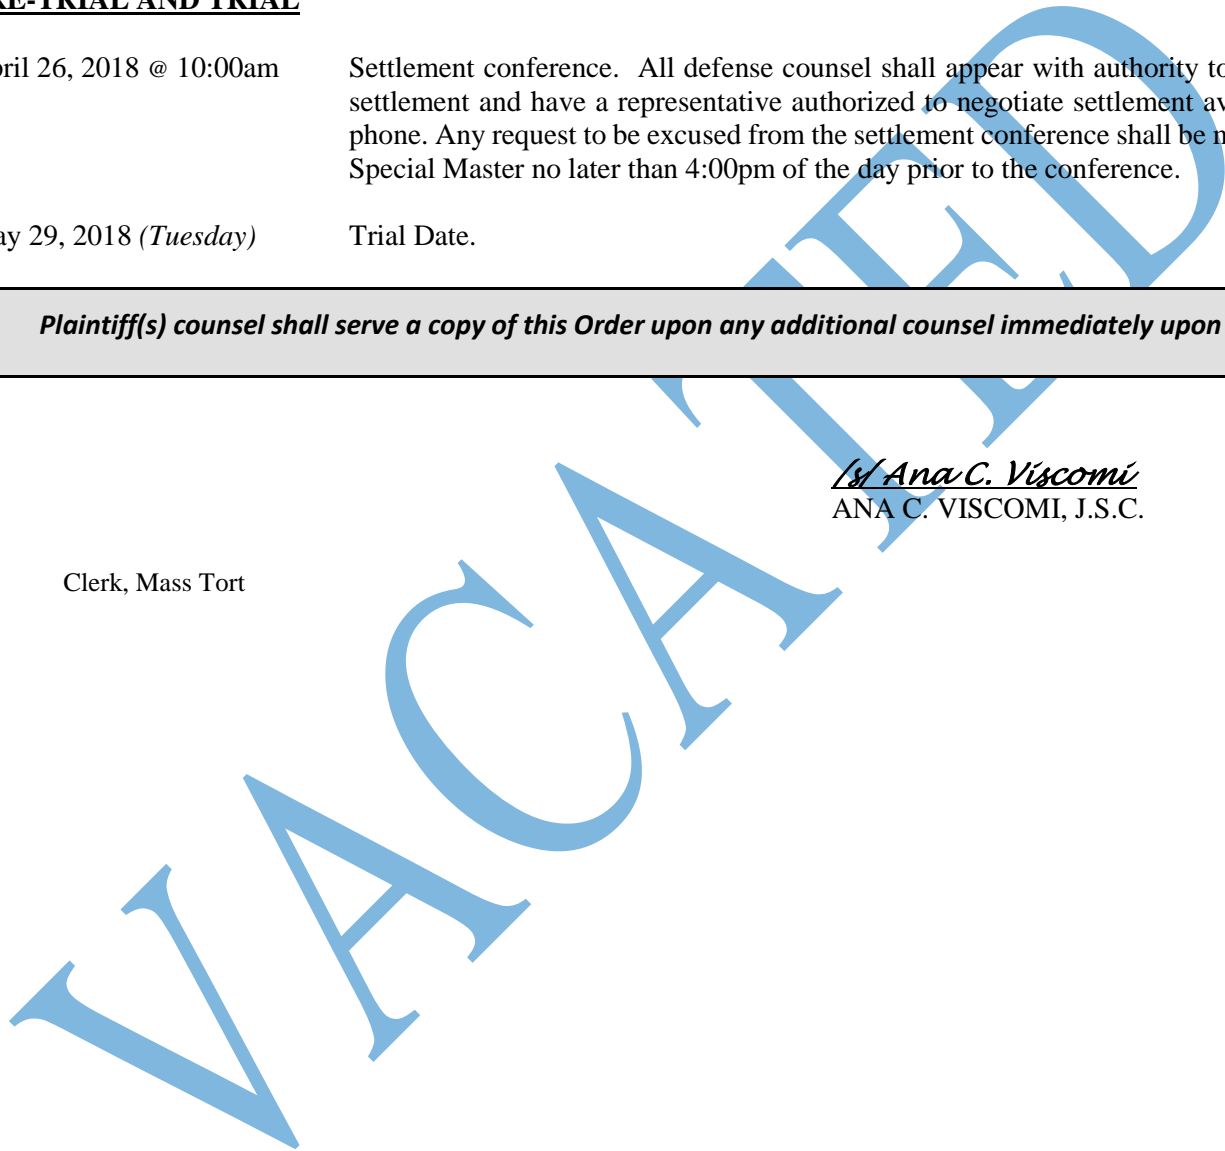 RE-TRIAL AND TRIAL
ril 26, 2018 @ 10:00am Settlement conference. All defense counsel shall appear with authority to
settlement and have a representative authorized to negotiate settlement av
phone. Any request to be excused from the settlement conference shall be
Special Master no later than 4:00pm of the day prior to the conference.
ay 29, 2018 (Tuesday) Trial Date.
Plaintiff(s) counsel shall serve a copy of this Order upon any additional counsel immediately upon
/s/ Ana C. Viscomi
ANA C. VISCOMI, J.S.C.
Clerk, Mass Tort
VACATED